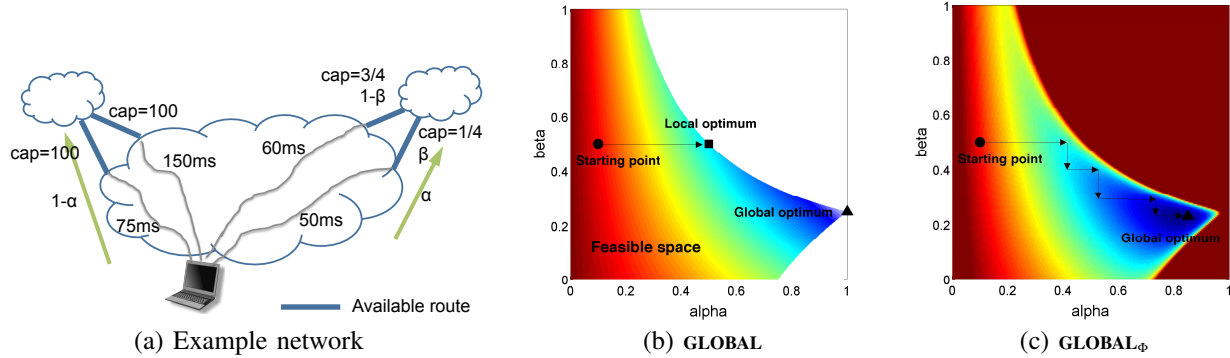 cap=3/4
1-β
cap=100
cap=1/4
β
cap=100
150ms
60ms
1-α
α
75ms
50ms
Available route
(a) Example network
1
0.8
0.6
0.4
0.2
0
beta
Local optimum
Starting point
Global optimum
Feasible space
0 0.2 0.4 0.6 0.8 1
alpha
(b) GLOBAL
1
0.8
0.6
0.4
0.2
0
beta
Starting point
Global optimum
0 0.2 0.4 0.6 0.8 1
alpha
(c) GLOBALΦ